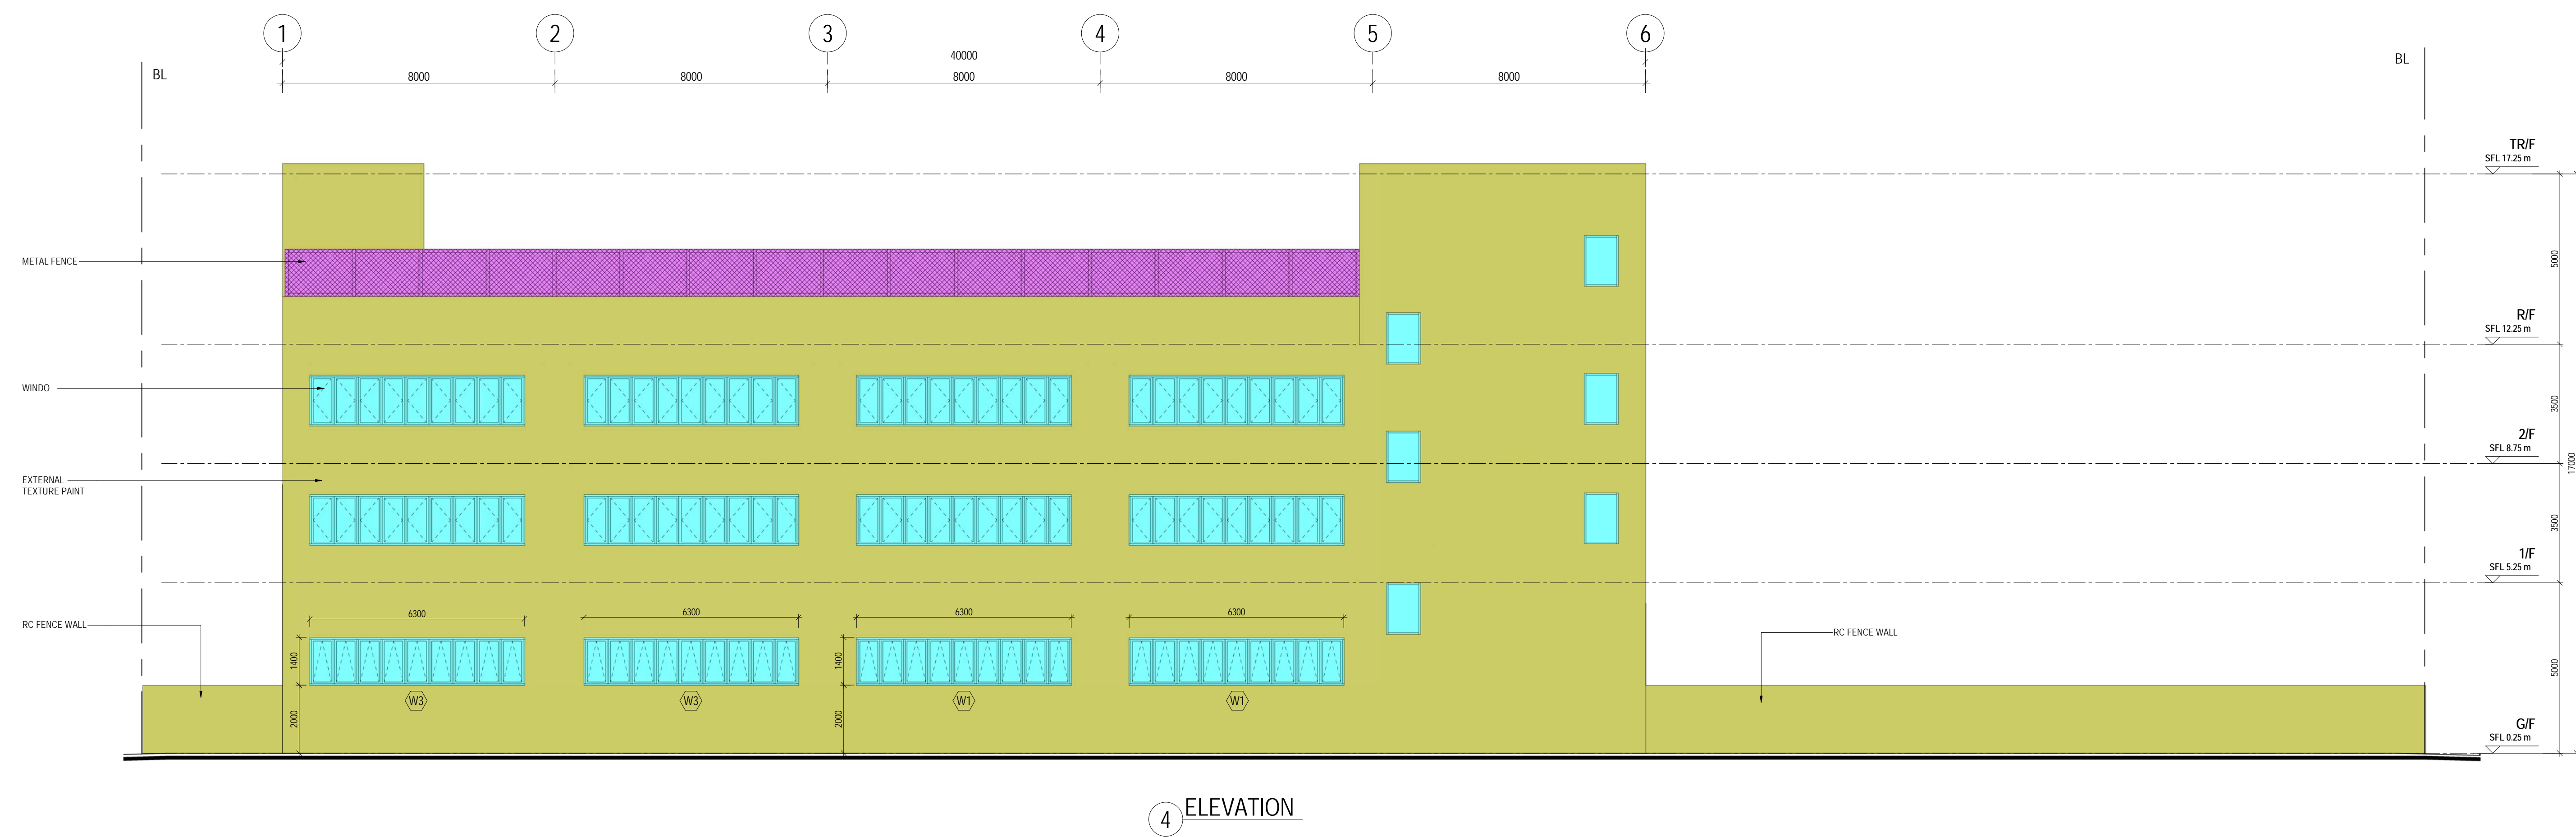 1 2 3 4 5 6
40000
BL BL
8000 8000 8000 8000 8000
TR/F
SFL 17.25 m
METAL FENCE
5000
R/F
SFL 12.25 m
WINDO
3500
2/F
SFL 8.75 m
17000
EXTERNAL
TEXTURE PAINT
3500
1/F
SFL 5.25 m
6300 6300 6300 6300
RC FENCE WALL
RC FENCE WALL
1400 1400
5000
W3 W3 W1 W1
2000 2000
G/F
SFL 0.25 m
4 ELEVATION